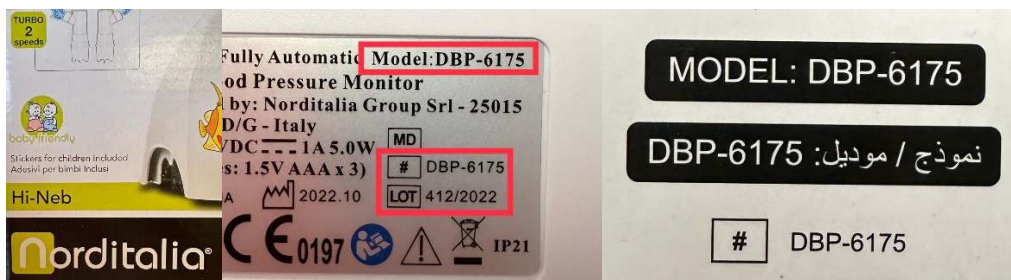 TURBO
2
speeds
baby friendly
Stickers for children Included
Adesivi per bimbi Inclusi
Hi-Neb
Norditalia®
Fully Automatic Model:DBP-6175
od Pressure Monitor
l by: Norditalia Group Srl - 25015
D/G - Italy
VDC 1A 5.0W MD
s: 1.5V AAA x 3) # DBP-6175
A 2022.10 LOT 412/2022
CE 0197 IP21
MODEL: DBP-6175
نموذج / موديل: DBP-6175
# DBP-6175